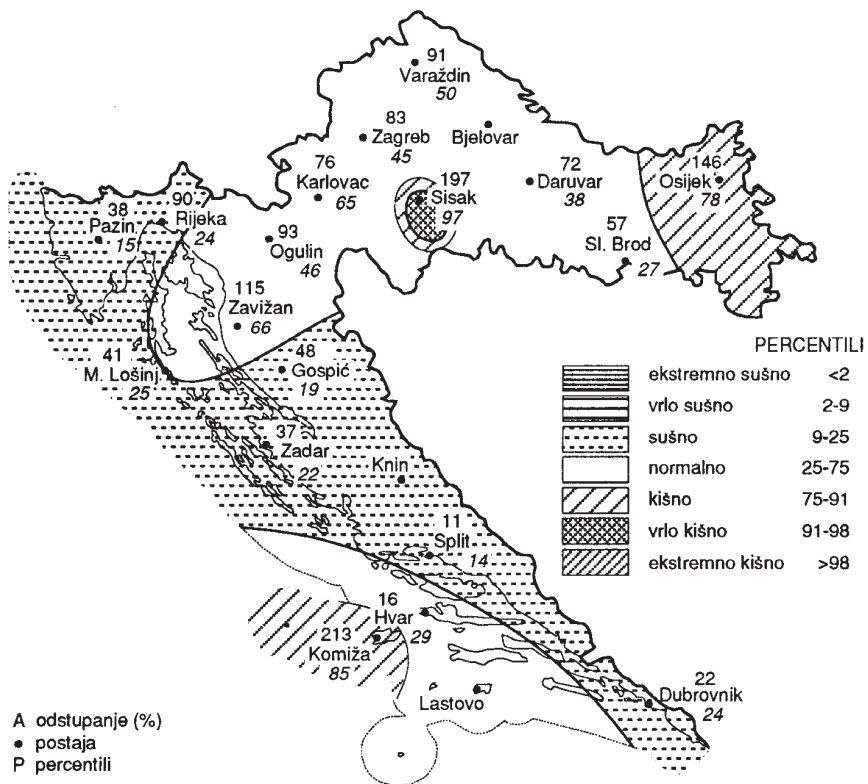 91
Varaždin
50
83
Zagreb
45
Bjelovar
76
Karlovac
65
197
Sisak
97
72
Daruvar
38
146
Osijek
78
57
Sl. Brod
27
38
Pazin
15
90
Rijeka
24
93
Ogulin
46
115
Zavižan
66
41
M. Lošinj
25
48
Gospić
19
37
Zadar
22
Knin
11
Split
14
16
Hvar
29
213
Komiža
85
Lastovo
22
Dubrovnik
24
PERCENTILI
ekstremno sušno <2
vrlo sušno 2-9
sušno 9-25
normalno 25-75
kišno 75-91
vrlo kišno 91-98
ekstremno kišno >98
A odstupanje (%)
● postaja
P percentili